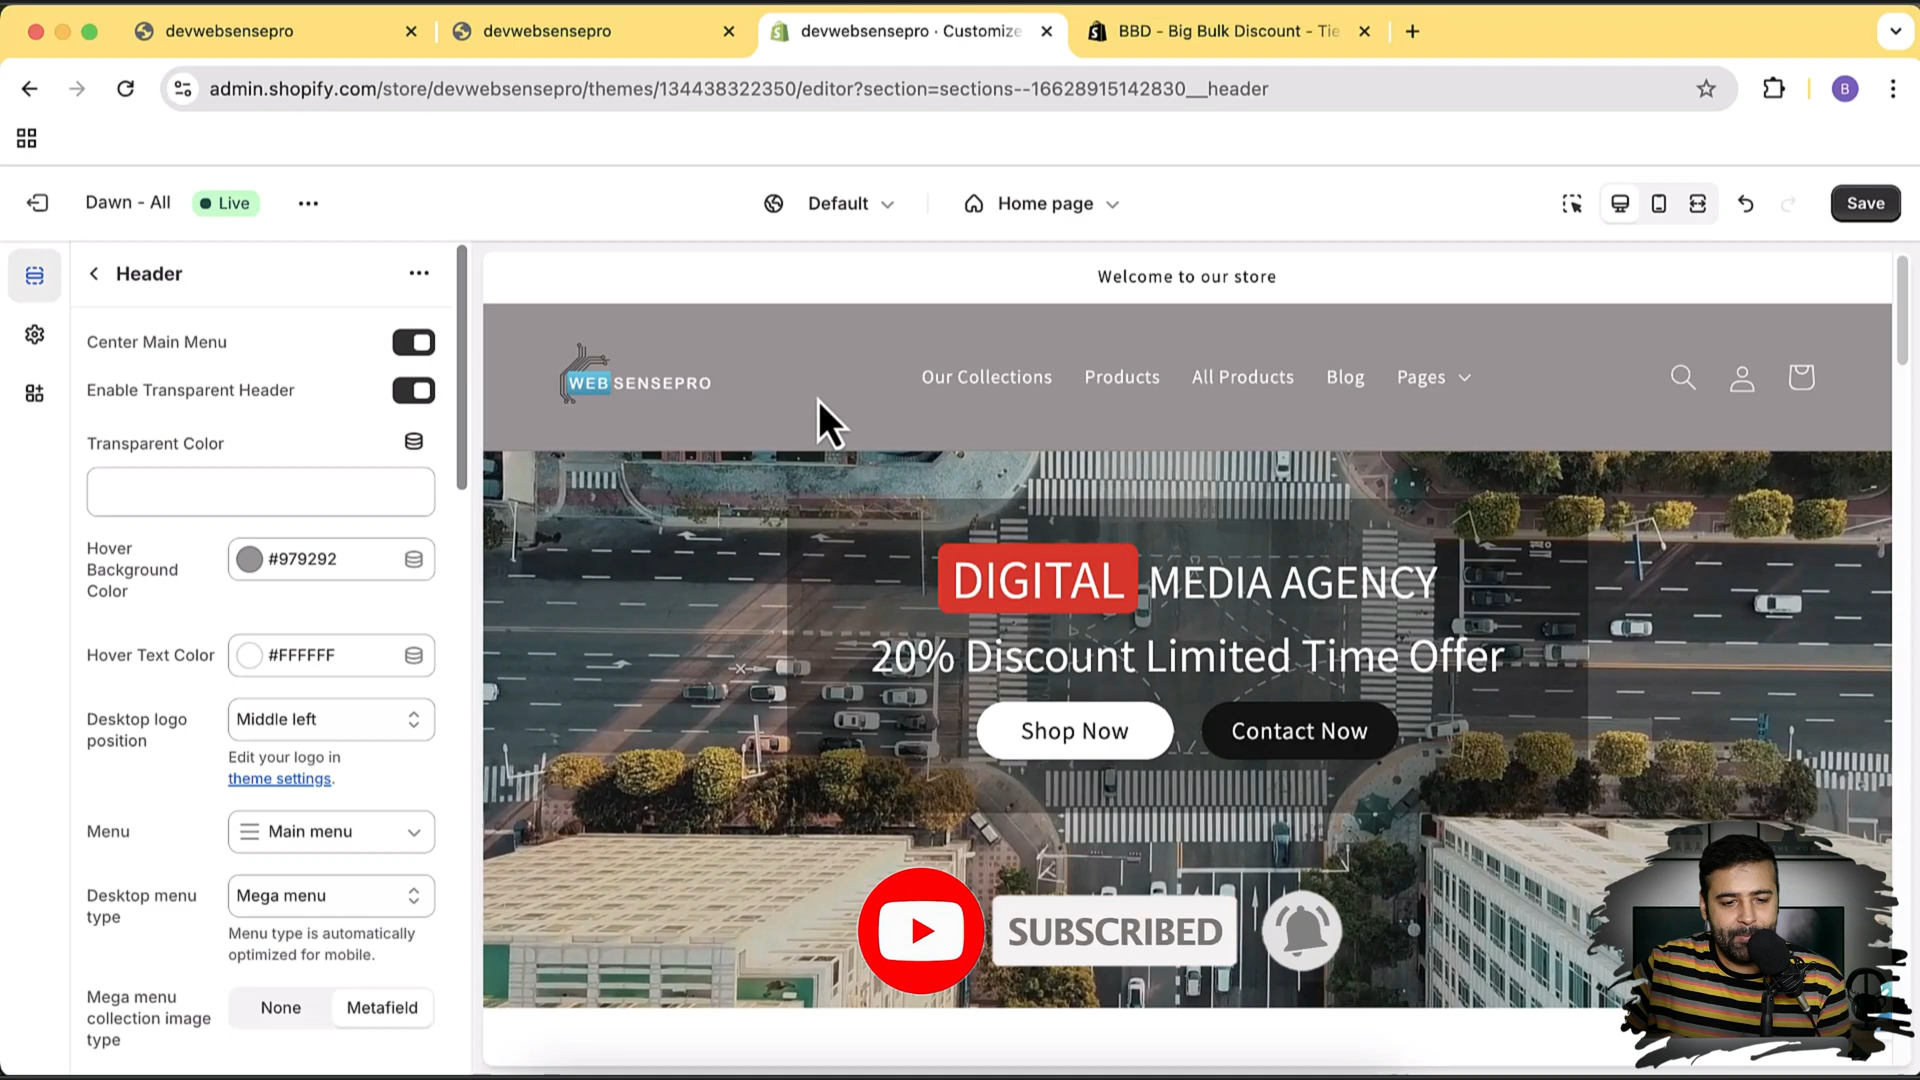 devwebsensepro
devwebsensepro
devwebsensepro · Customize
BBD - Big Bulk Discount - Tie
admin.shopify.com/store/devwebsensepro/themes/134438322350/editor?section=sections--16628915142830__header
B
Dawn - All
Live
Default
Home page
Save
Header
Center Main Menu
Enable Transparent Header
Transparent Color
Hover
Background
Color
#979292
Hover Text Color
#FFFFFF
Desktop logo
position
Middle left
Edit your logo in
theme settings.
Menu
Main menu
Desktop menu
type
Mega menu
Menu type is automatically
optimized for mobile.
Mega menu
collection image
type
None
Metafield
Welcome to our store
WEBSENSEPRO
Our Collections
Products
All Products
Blog
Pages
DIGITAL MEDIA AGENCY
20% Discount Limited Time Offer
Shop Now
Contact Now
SUBSCRIBED